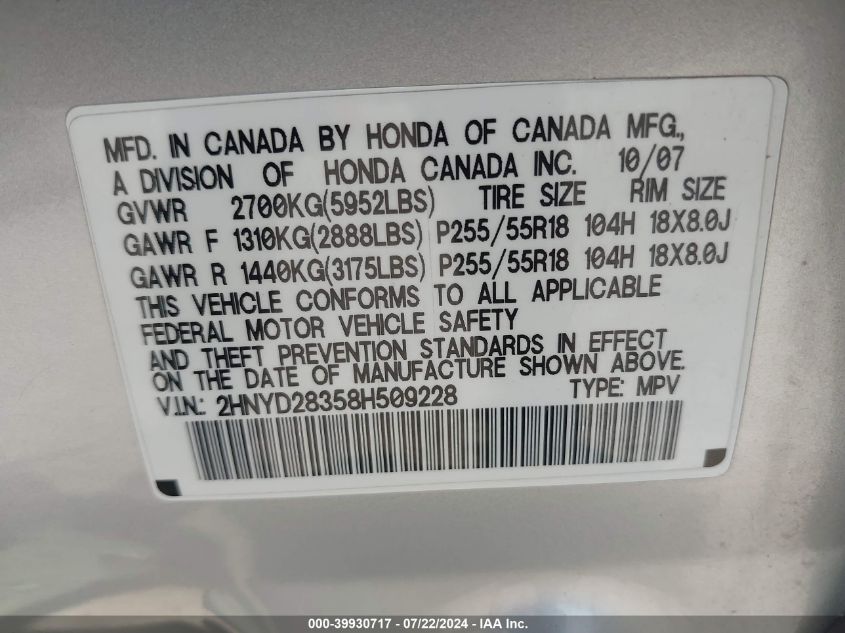 MFD. IN CANADA BY HONDA OF CANADA MFG.,
A DIVISION OF HONDA CANADA INC. 10/07
GVWR 2700KG(5952LBS) TIRE SIZE RIM SIZE
GAWR F 1310KG(2888LBS) P255/55R18 104H 18X8.0J
GAWR R 1440KG(3175LBS) P255/55R18 104H 18X8.0J
THIS VEHICLE CONFORMS TO ALL APPLICABLE
FEDERAL MOTOR VEHICLE SAFETY
AND THEFT PREVENTION STANDARDS IN EFFECT
ON THE DATE OF MANUFACTURE SHOWN ABOVE.
V.I.N.: 2HNYD28358H509228 TYPE: MPV
000-39930717 - 07/22/2024 - IAA Inc.